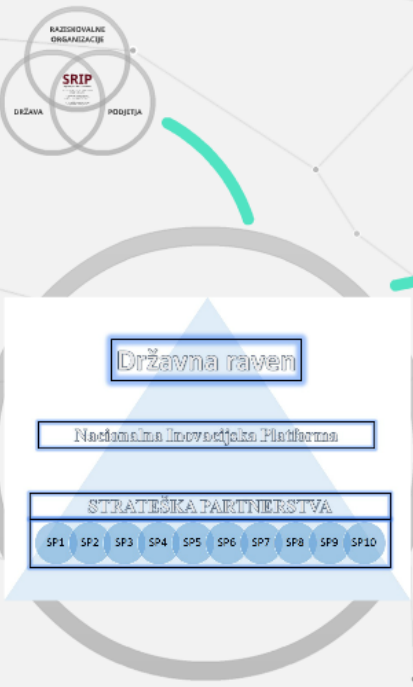 RAZISKOVALNE
ORGANIZACIJE
SRIP
DRŽAVA
PODJETJA
Državna raven
Nacionalna Inovacijska Platforma
STRATEŠKA PARTNERSTVA
SP1 SP2 SP3 SP4 SP5 SP6 SP7 SP8 SP9 SP10